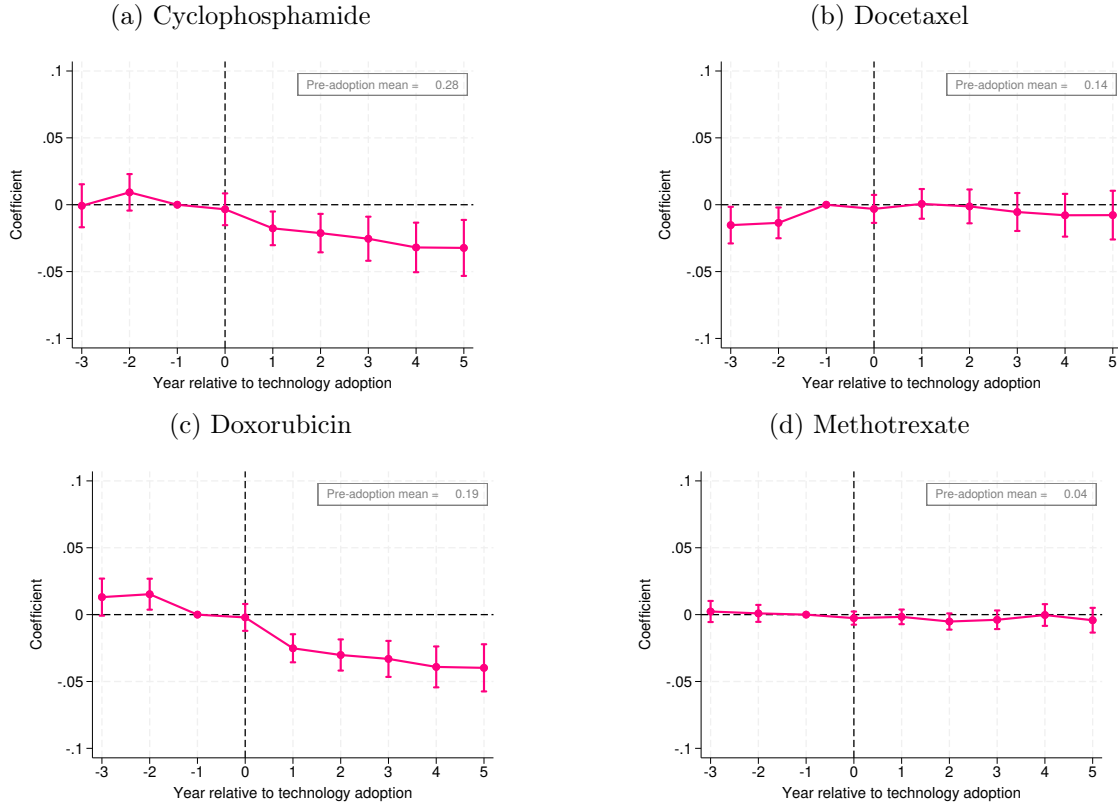 (a) Cyclophosphamide
Pre-adoption mean = 0.28
.1
.05
0
-.05
-.1
Coefficient
-3 -2 -1 0 1 2 3 4 5
Year relative to technology adoption
(b) Docetaxel
Pre-adoption mean = 0.14
.1
.05
0
-.05
-.1
Coefficient
-3 -2 -1 0 1 2 3 4 5
Year relative to technology adoption
(c) Doxorubicin
Pre-adoption mean = 0.19
.1
.05
0
-.05
-.1
Coefficient
-3 -2 -1 0 1 2 3 4 5
Year relative to technology adoption
(d) Methotrexate
Pre-adoption mean = 0.04
.1
.05
0
-.05
-.1
Coefficient
-3 -2 -1 0 1 2 3 4 5
Year relative to technology adoption